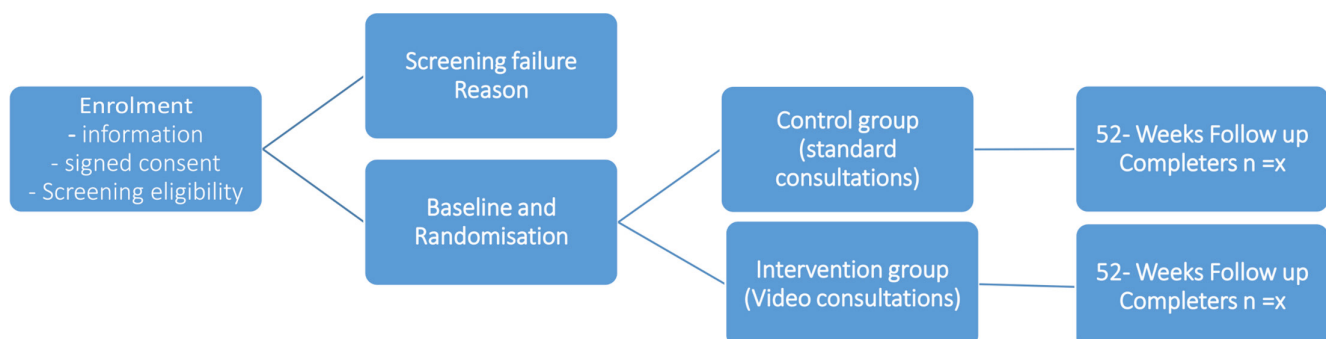 Enrolment
- information
- signed consent
- Screening eligibility
Screening failure
Reason
Baseline and
Randomisation
Control group
(standard
consultations)
52- Weeks Follow up
Completers n =x
Intervention group
(Video consultations)
52- Weeks Follow up
Completers n =x